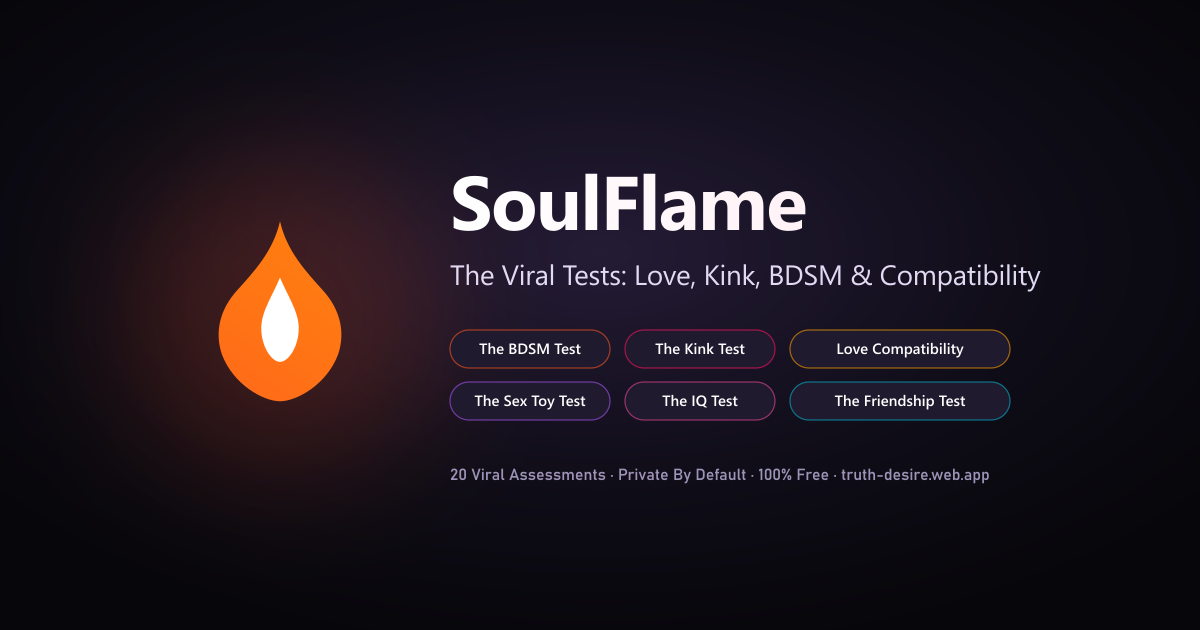 SoulFlame
The Viral Tests: Love, Kink, BDSM & Compatibility
The BDSM Test
The Kink Test
Love Compatibility
The Sex Toy Test
The IQ Test
The Friendship Test
20 Viral Assessments · Private By Default · 100% Free · truth-desire.web.app